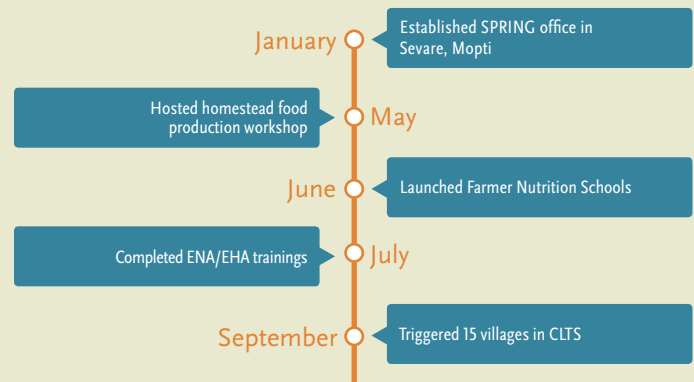 January
Established SPRING office in
Sevare, Mopti
Hosted homestead food
production workshop
May
June
Launched Farmer Nutrition Schools
Completed ENA/EHA trainings
July
September
Triggered 15 villages in CLTS